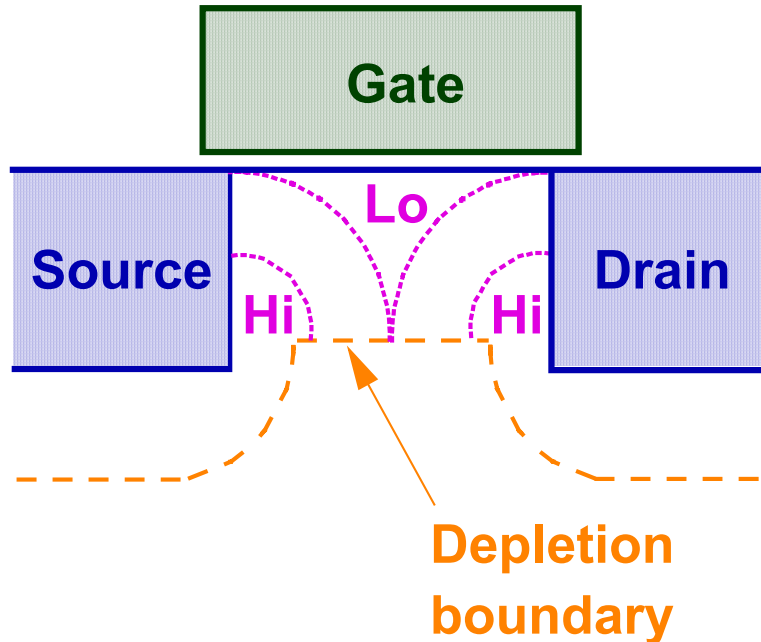 Gate
Lo
Source
Drain
Hi
Hi
Depletion
boundary